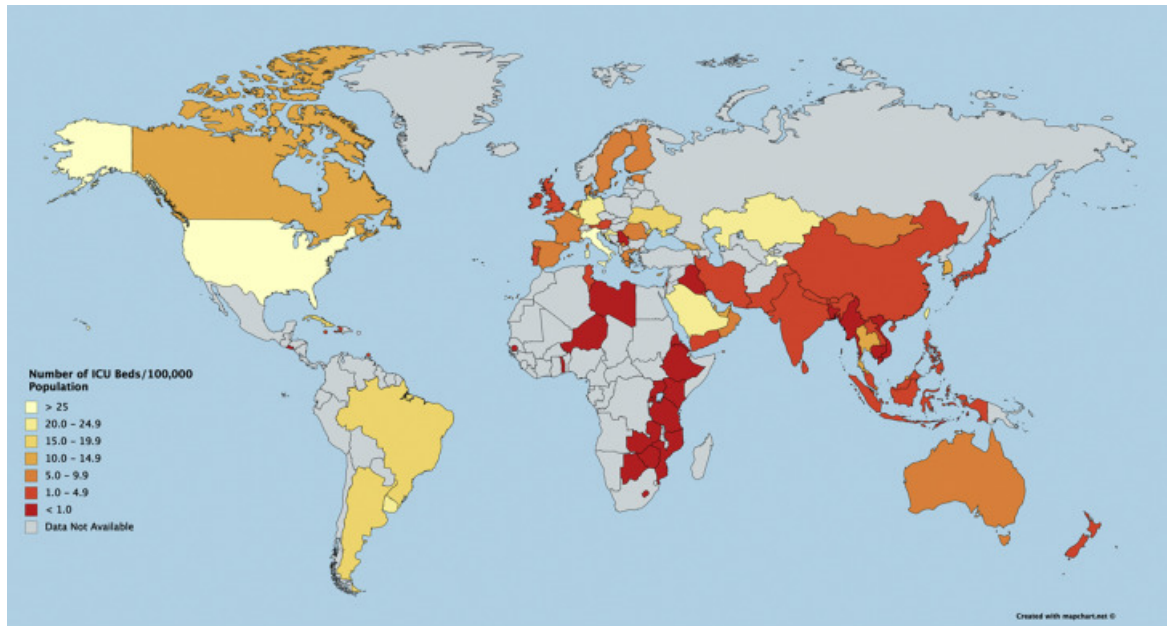 Number of ICU Beds/100,000
Population
> 25
20.0 - 24.9
15.0 - 19.9
10.0 - 14.9
5.0 - 9.9
1.0 - 4.9
< 1.0
Data Not Available
Created with mapchart.net ©